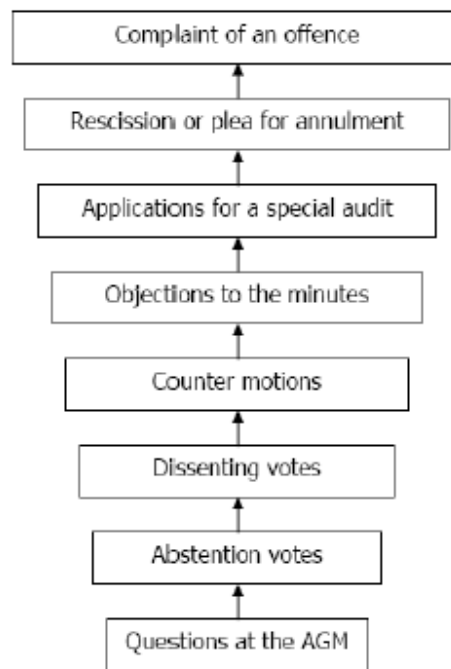 Complaint of an offence
Rescission or plea for annulment
Applications for a special audit
Objections to the minutes
Counter motions
Dissenting votes
Abstention votes
Questions at the AGM